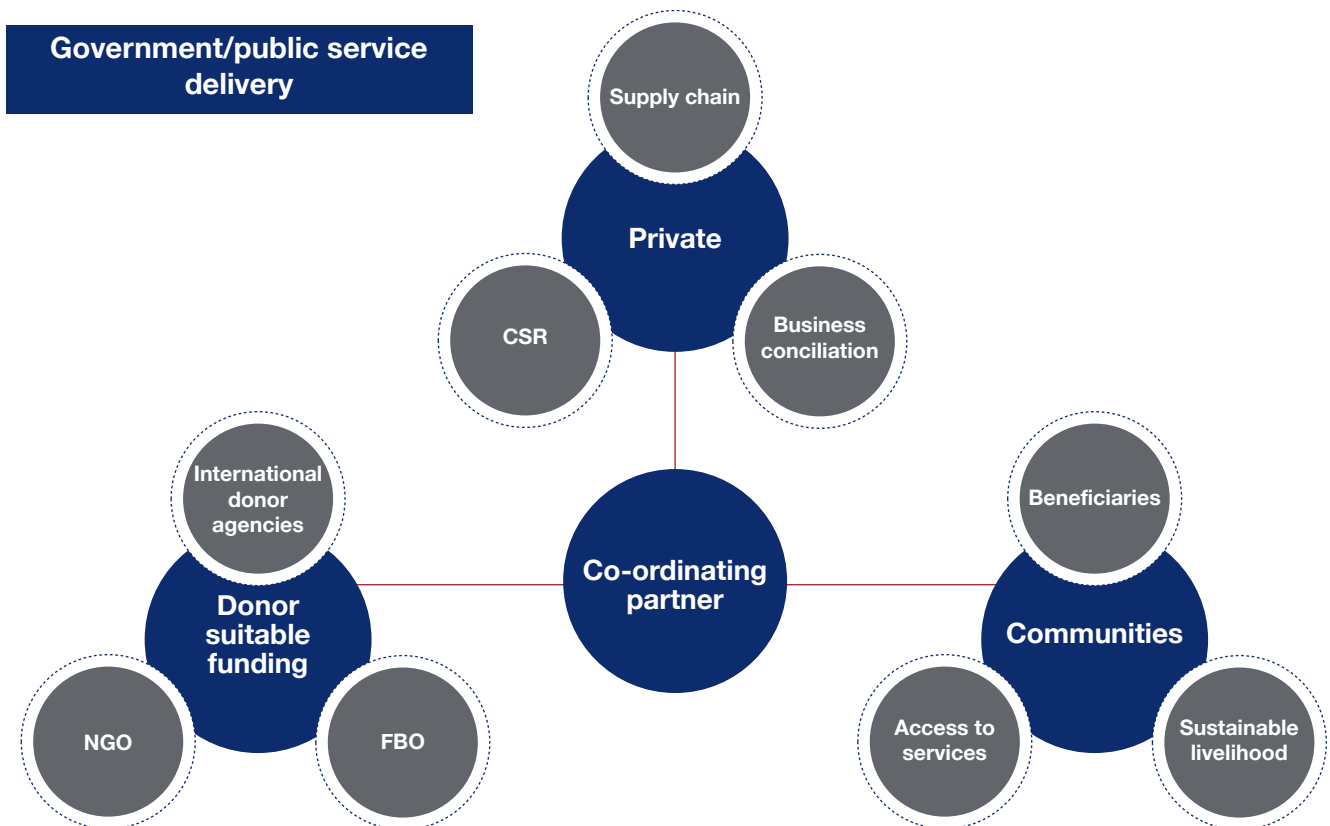 Government/public service
delivery
Supply chain
Private
CSR
Business
conciliation
International
donor
agencies
Donor
suitable
funding
NGO
FBO
Co-ordinating
partner
Beneficiaries
Communities
Access to
services
Sustainable
livelihood